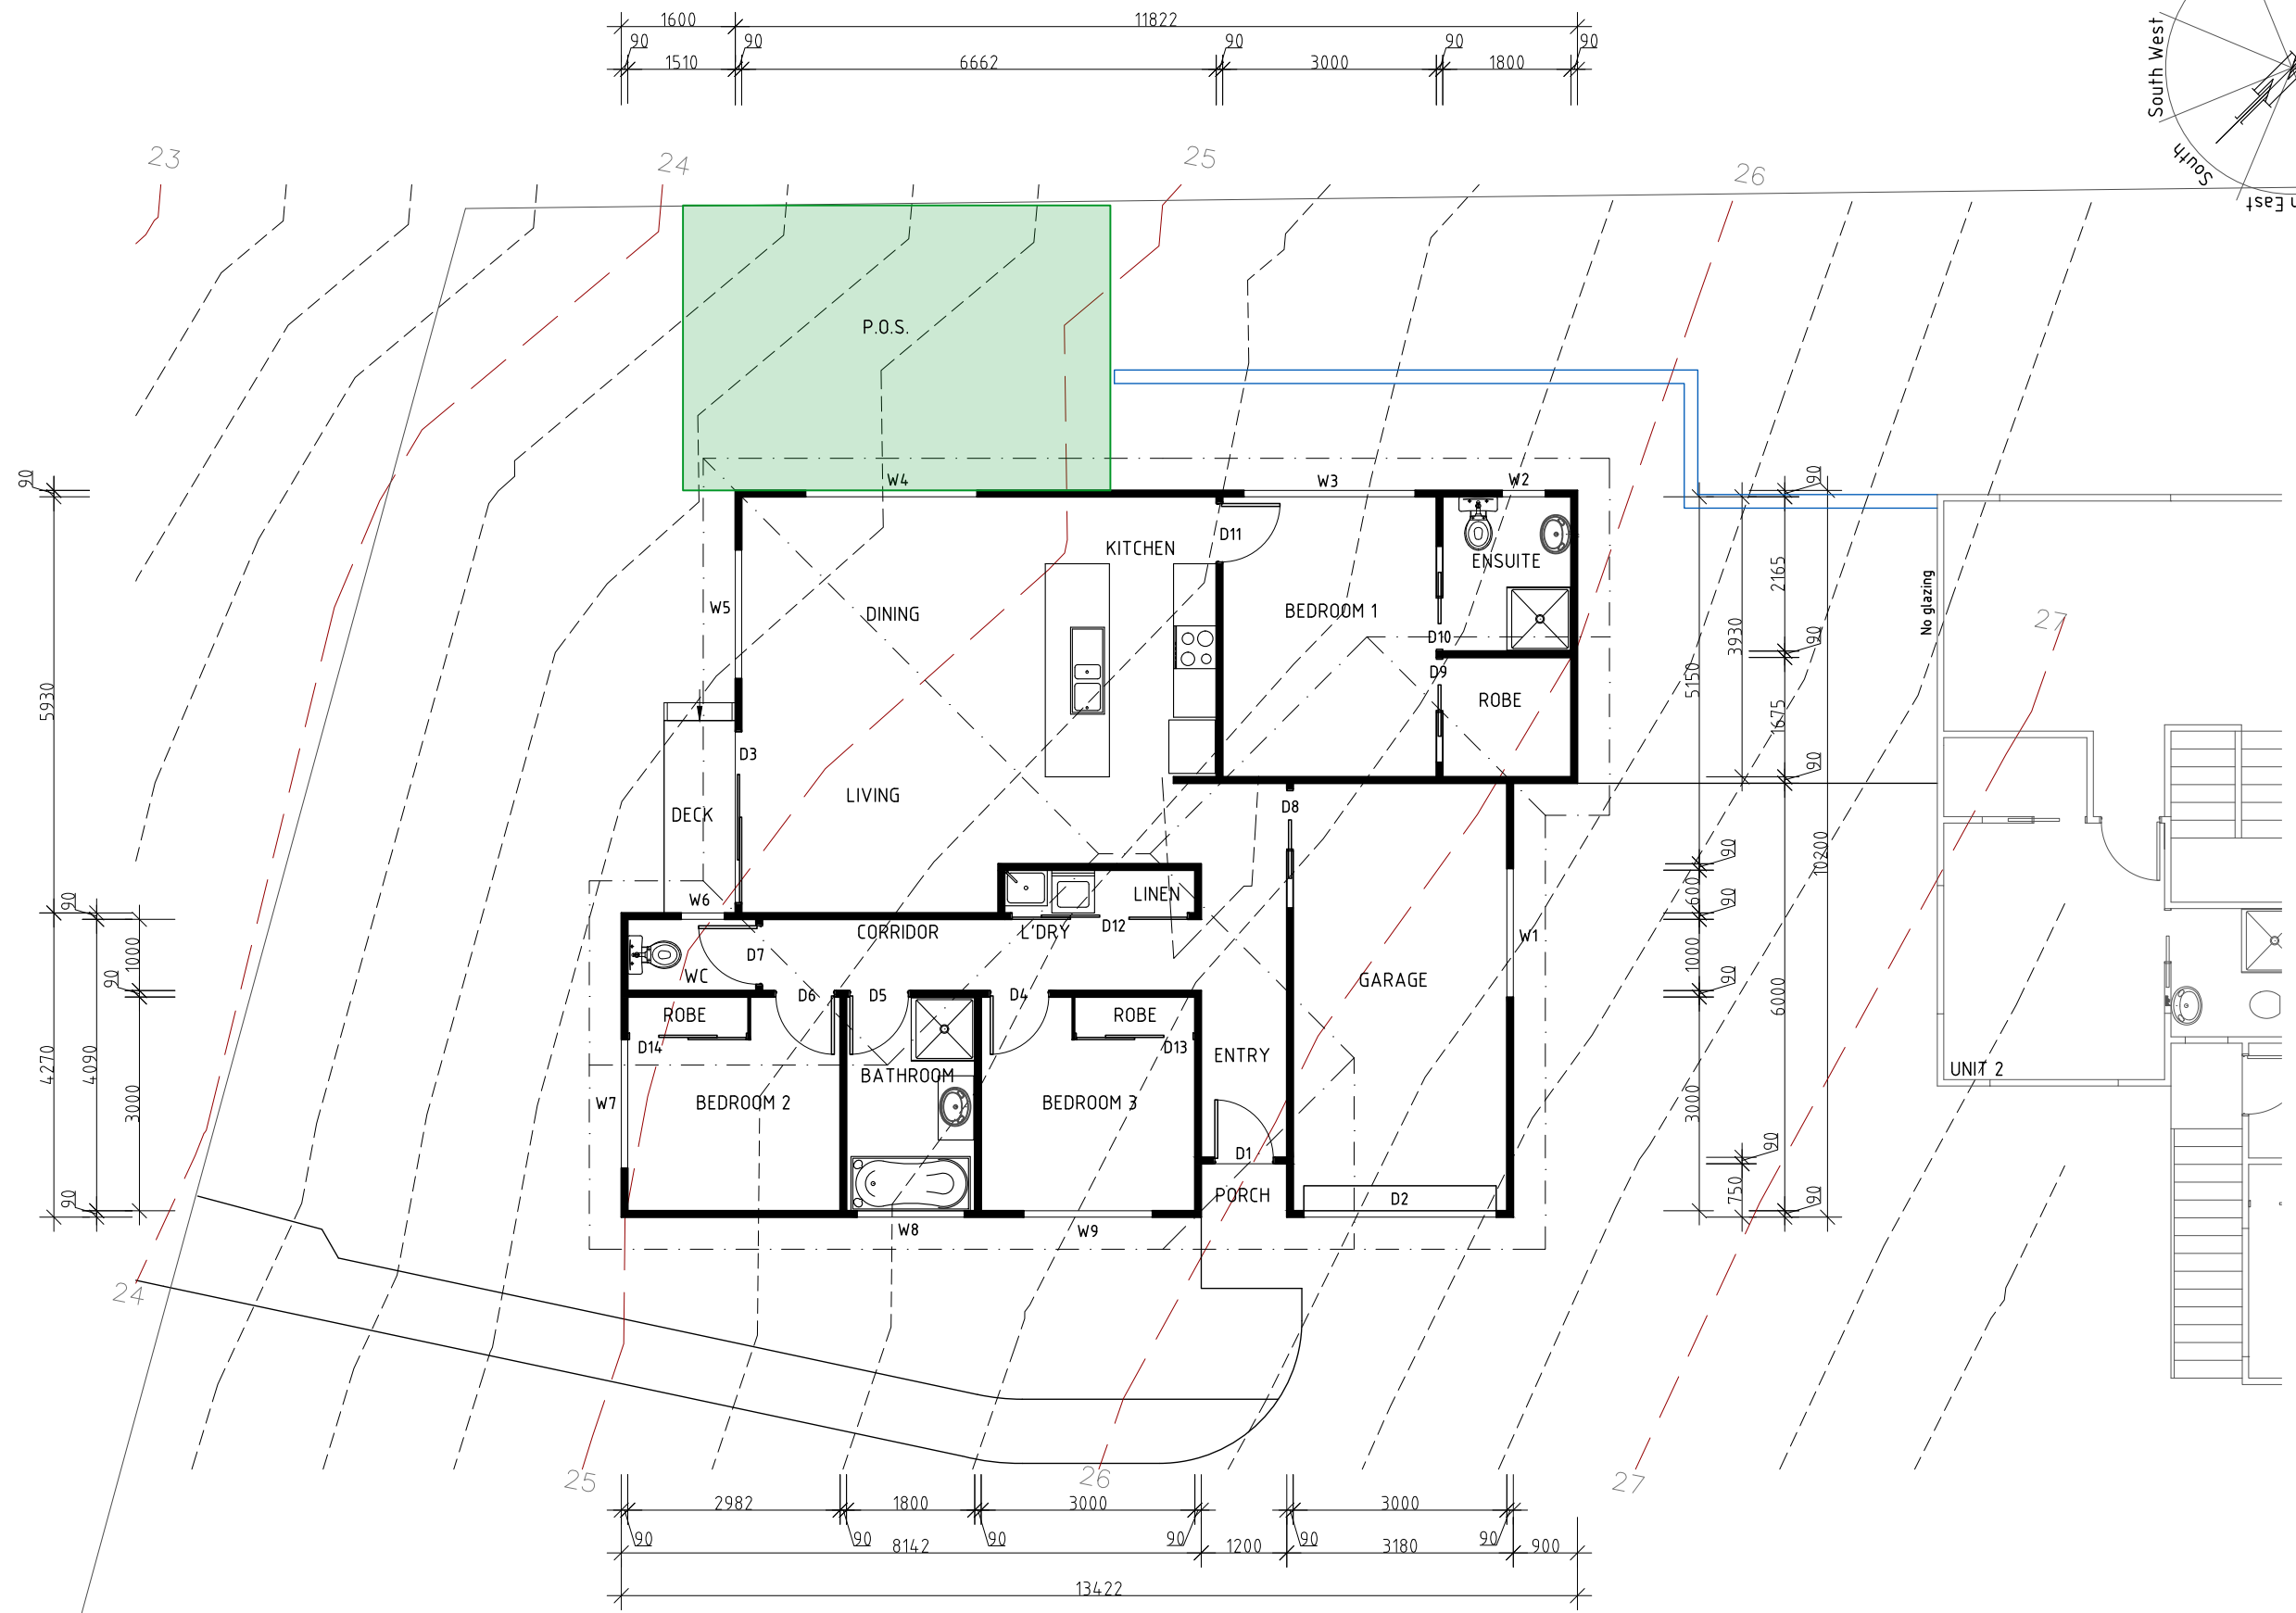 1600
11822
90
90
90
90
90
1510
6662
3000
1800
South West
N
South
East
23
24
25
26
P.O.S.
W4
W3
W2
90
90
D11
KITCHEN
ENSUITE
2165
No glazing
W5
DINING
BEDROOM 1
D10
90
3930
27
5150
D9
5930
ROBE
1675
D3
90
LIVING
DECK
D8
90
10200
600
90
LINEN
W6
90
90
CORRIDOR
L'DRY
D12
W1
1000
D7
1000
90
WC
GARAGE
90
6000
D6
D5
D4
ROBE
ROBE
D14
D13
ENTRY
4270
4090
BATHROOM
UNIT 2
3000
W7
BEDROOM 2
BEDROOM 3
3000
90
D1
90
PORCH
D2
750
90
W8
W9
24
25
26
27
2982
1800
3000
3000
90
90
90
90
90
90
8142
1200
3180
900
13422